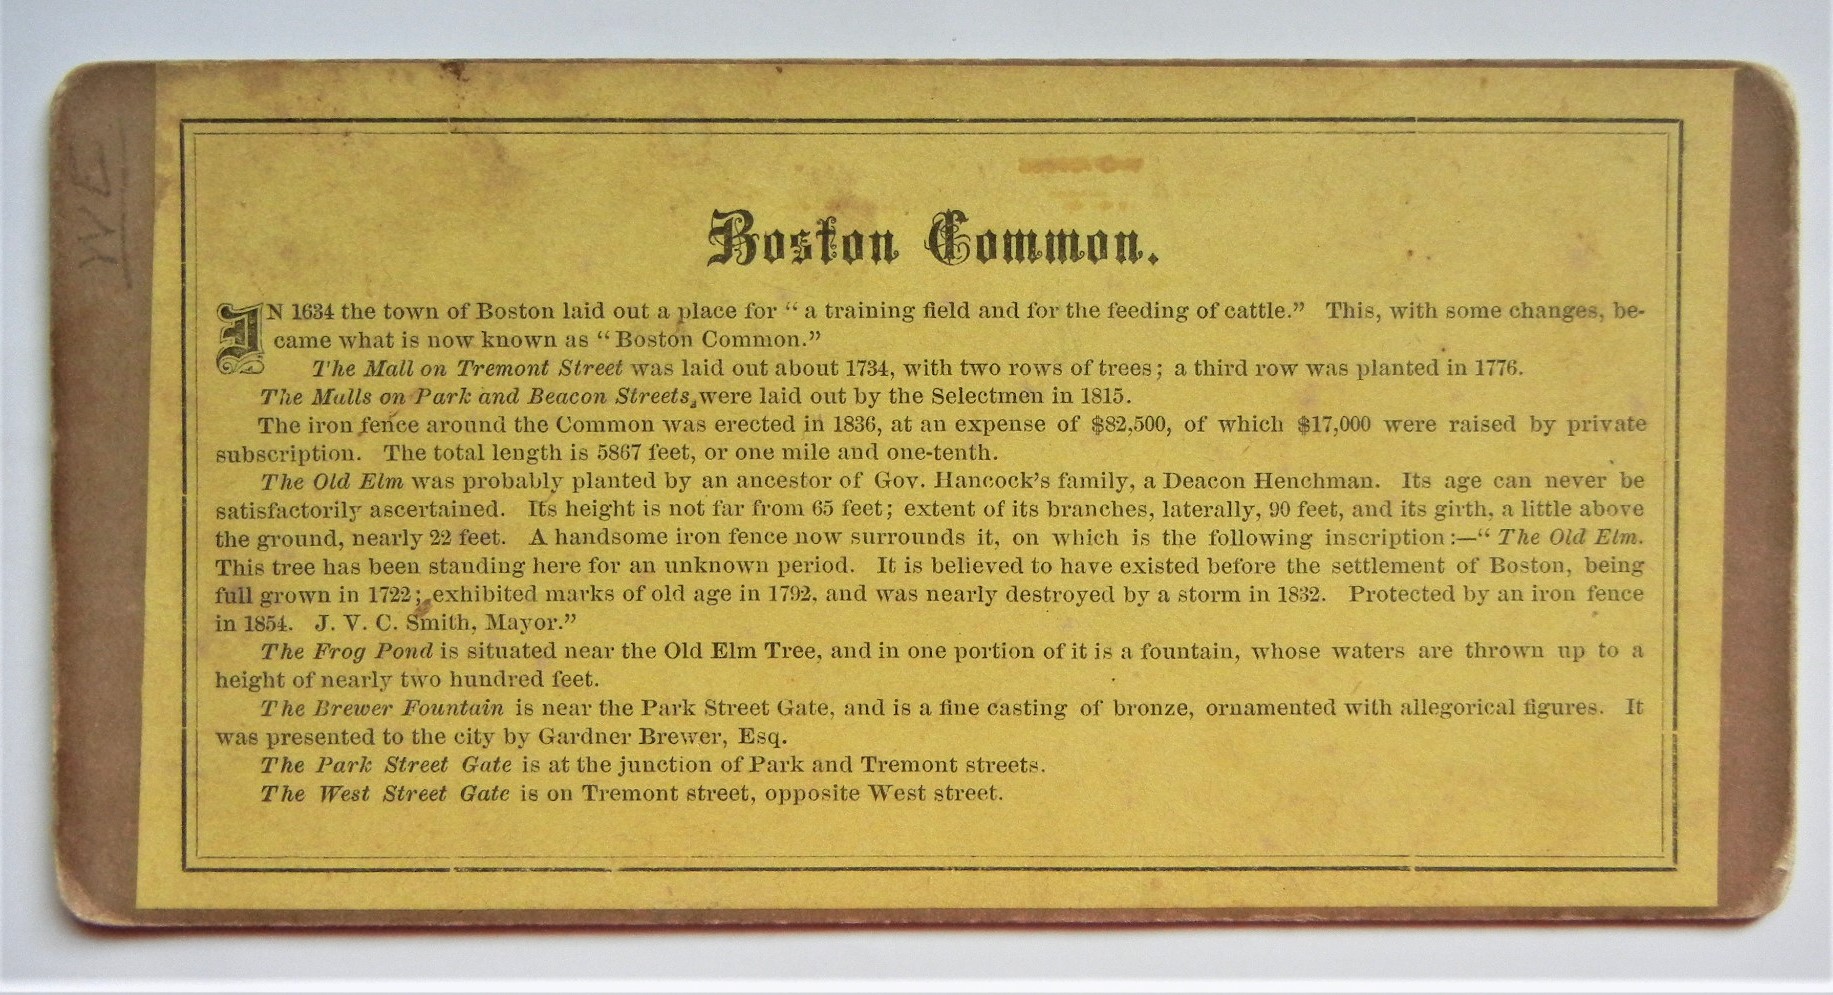 Boston Common.
IN 1634 the town of Boston laid out a place for “ a training field and for the feeding of cattle.” This, with some changes, be-
came what is now known as “ Boston Common.”
The Mall on Tremont Street was laid out about 1734, with two rows of trees; a third row was planted in 1776.
The Malls on Park and Beacon Streets, were laid out by the Selectmen in 1815.
The iron fence around the Common was erected in 1836, at an expense of $82,500, of which $17,000 were raised by private
subscription. The total length is 5867 feet, or one mile and one-tenth.
The Old Elm was probably planted by an ancestor of Gov. Hancock’s family, a Deacon Henchman. Its age can never be
satisfactorily ascertained. Its height is not far from 65 feet; extent of its branches, laterally, 90 feet, and its girth, a little above
the ground, nearly 22 feet. A handsome iron fence now surrounds it, on which is the following inscription:—“ The Old Elm.
This tree has been standing here for an unknown period. It is believed to have existed before the settlement of Boston, being
full grown in 1722; exhibited marks of old age in 1792, and was nearly destroyed by a storm in 1832. Protected by an iron fence
in 1854. J. V. C. Smith, Mayor.”
The Frog Pond is situated near the Old Elm Tree, and in one portion of it is a fountain, whose waters are thrown up to a
height of nearly two hundred feet.
The Brewer Fountain is near the Park Street Gate, and is a fine casting of bronze, ornamented with allegorical figures. It
was presented to the city by Gardner Brewer, Esq.
The Park Street Gate is at the junction of Park and Tremont streets.
The West Street Gate is on Tremont street, opposite West street.